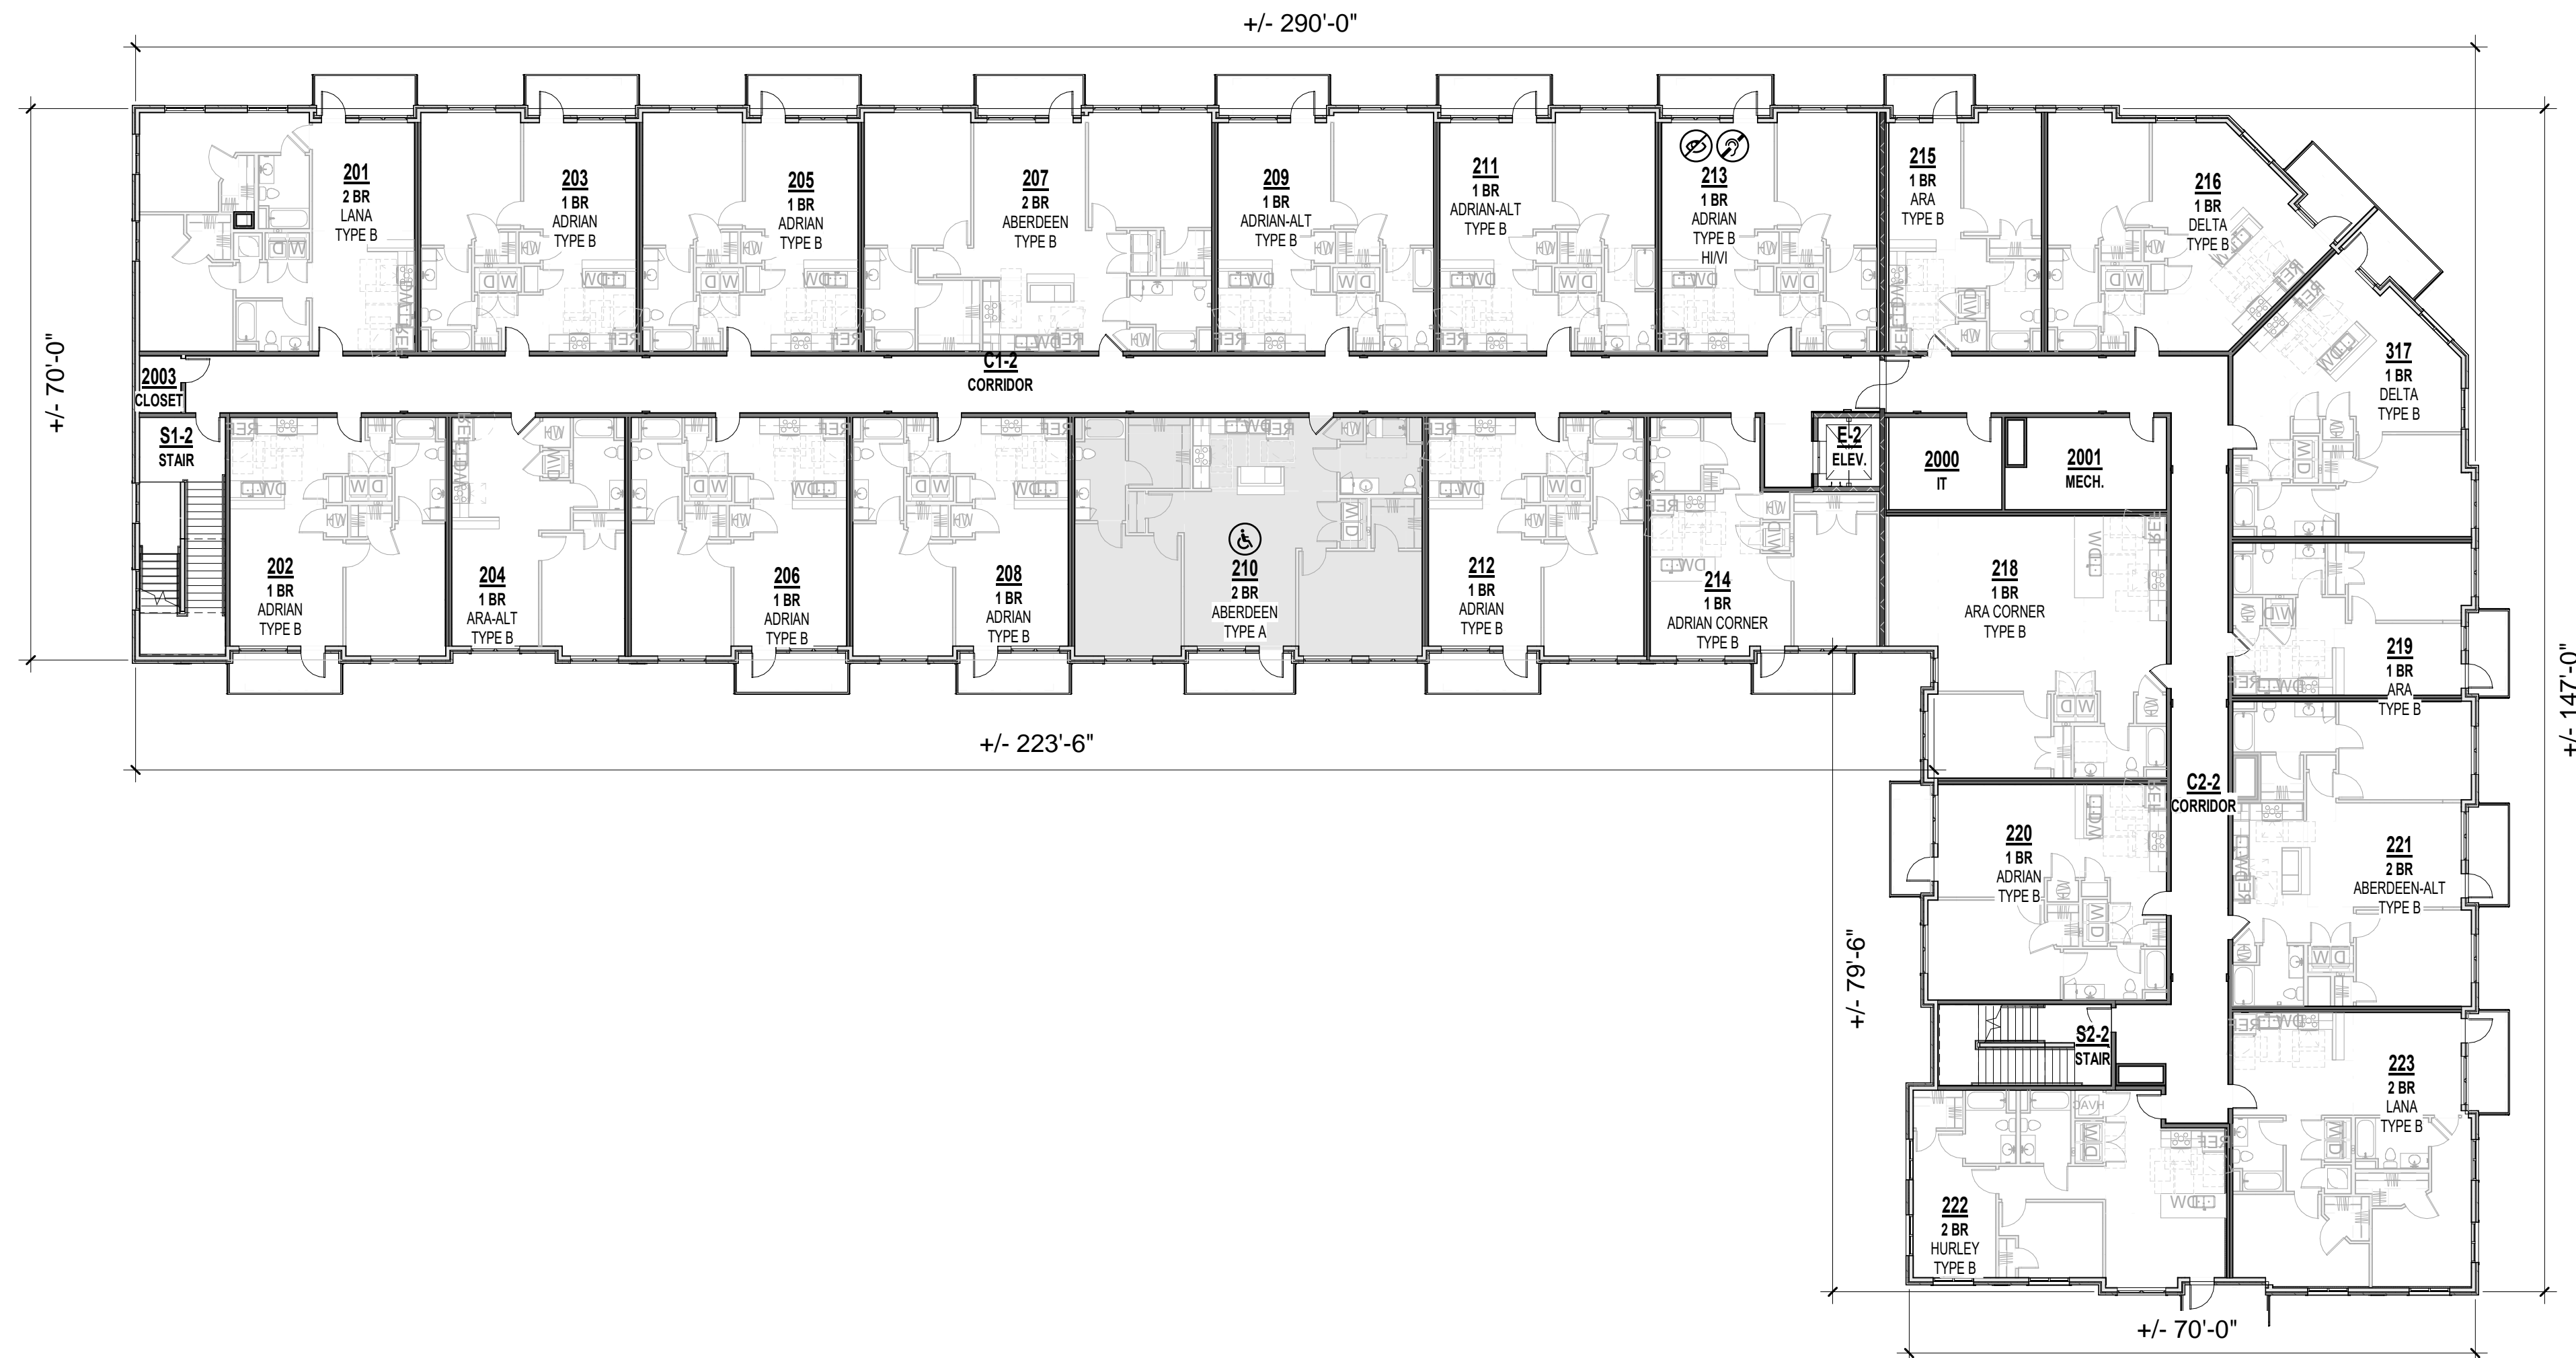 +/- 290'-0"
+/- 70'-0"
201
2 BR
LANA
TYPE B
203
1 BR
ADRIAN
TYPE B
205
1 BR
ADRIAN
TYPE B
207
2 BR
ABERDEEN
TYPE B
209
1 BR
ADRIAN-ALT
TYPE B
211
1 BR
ADRIAN-ALT
TYPE B
213
1 BR
ADRIAN
TYPE B
HI/VI
215
1 BR
ARA
TYPE B
216
1 BR
DELTA
TYPE B
317
1 BR
DELTA
TYPE B
2003
CLOSET
C1-2
CORRIDOR
S1-2
STAIR
202
1 BR
ADRIAN
TYPE B
204
1 BR
ARA-ALT
TYPE B
206
1 BR
ADRIAN
TYPE B
208
1 BR
ADRIAN
TYPE B
210
2 BR
ABERDEEN
TYPE A
212
1 BR
ADRIAN
TYPE B
214
1 BR
ADRIAN CORNER
TYPE B
E-2
ELEV.
2000
IT
2001
MECH.
218
1 BR
ARA CORNER
TYPE B
219
1 BR
ARA
TYPE B
+/- 147'-0"
+/- 223'-6"
C2-2
CORRIDOR
220
1 BR
ADRIAN
TYPE B
221
2 BR
ABERDEEN-ALT
TYPE B
+/- 79'-6"
S2-2
STAIR
223
2 BR
LANA
TYPE B
HVAC
222
2 BR
HURLEY
TYPE B
+/- 70'-0"